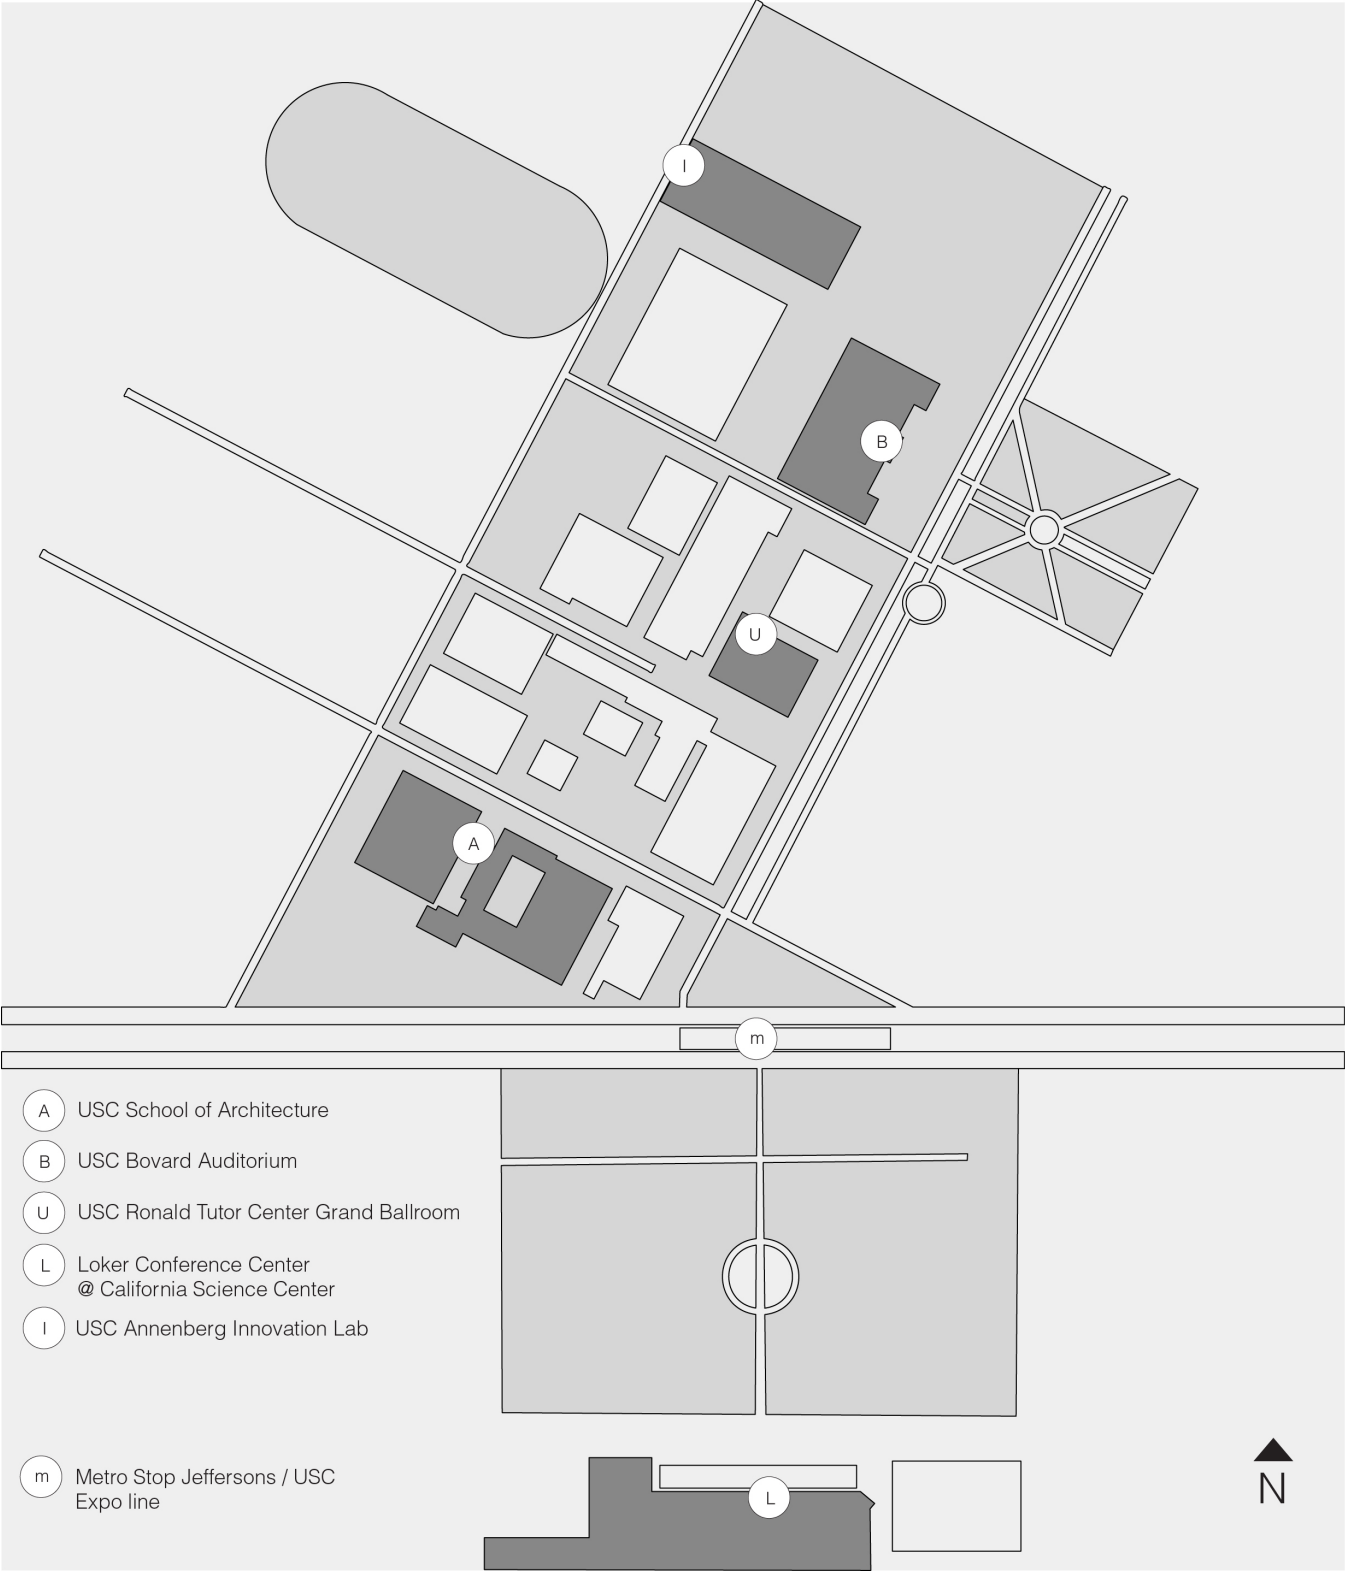 I
B
U
A
m
A USC School of Architecture
B USC Bovard Auditorium
U USC Ronald Tutor Center Grand Ballroom
L Loker Conference Center
@ California Science Center
I USC Annenberg Innovation Lab
m Metro Stop Jeffersons / USC
Expo line
L
N